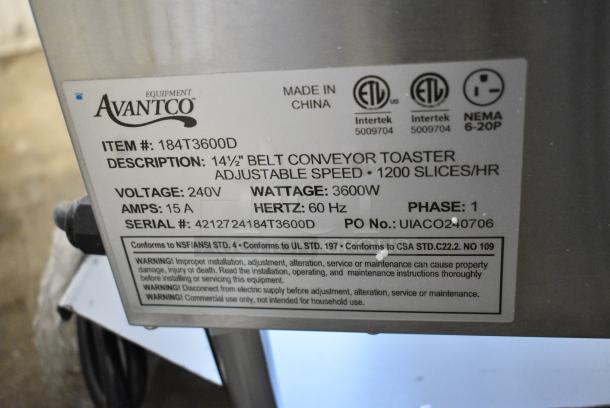 EQUIPMENT
AVANTCO
MADE IN
CHINA
ETL US
Intertek
5009704
ETL
Intertek
5009704
NEMA
6-20P
ITEM #: 184T3600D
DESCRIPTION: 14½" BELT CONVEYOR TOASTER
ADJUSTABLE SPEED • 1200 SLICES/HR
VOLTAGE: 240V WATTAGE: 3600W
AMPS: 15 A HERTZ: 60 Hz PHASE: 1
SERIAL #: 4212724184T3600D PO No.: UIACO240706
Conforms to NSF/ANSI STD. 4 • Conforms to UL STD. 197 • Conforms to CSA STD.C22.2. NO 109
WARNING! Improper installation, adjustment, alteration, service or maintenance can cause property
damage, injury or death. Read the installation, operating, and maintenance instructions thoroughly
before installing or servicing this equipment.
WARNING! Disconnect from electric supply before adjustment, alteration, service or maintenance.
WARNING! Commercial use only, not intended for household use.